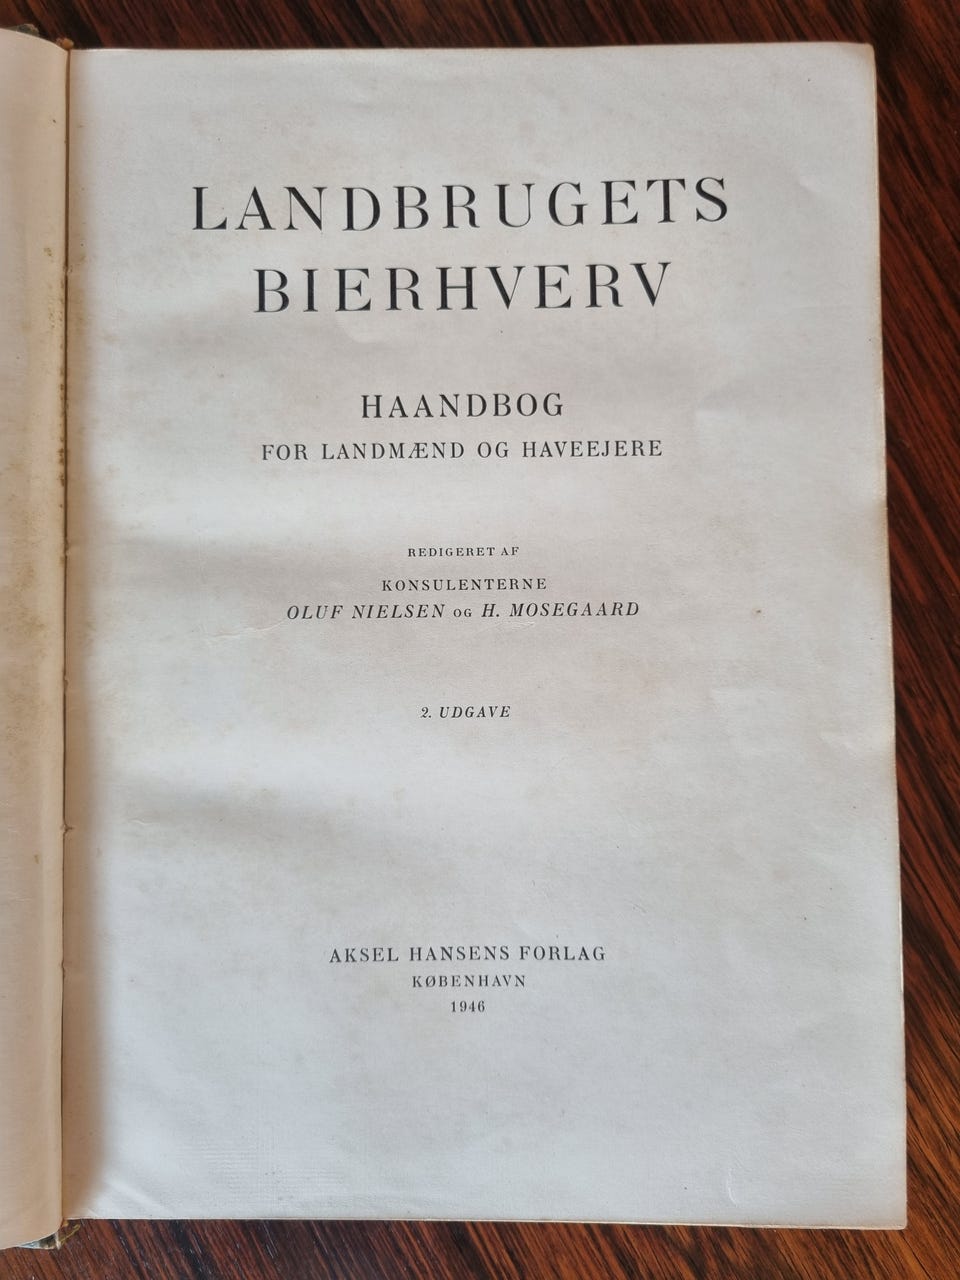 LANDBRUGETS
BIERHVERV
HAANDBOG
FOR LANDMÆND OG HAVEEJERE
REDIGERET AF
KONSULENTERNE
OLUF NIELSEN OG H. MOSEGAARD
2. UDGAVE
AKSEL HANSENS FORLAG
KØBENHAVN
1946